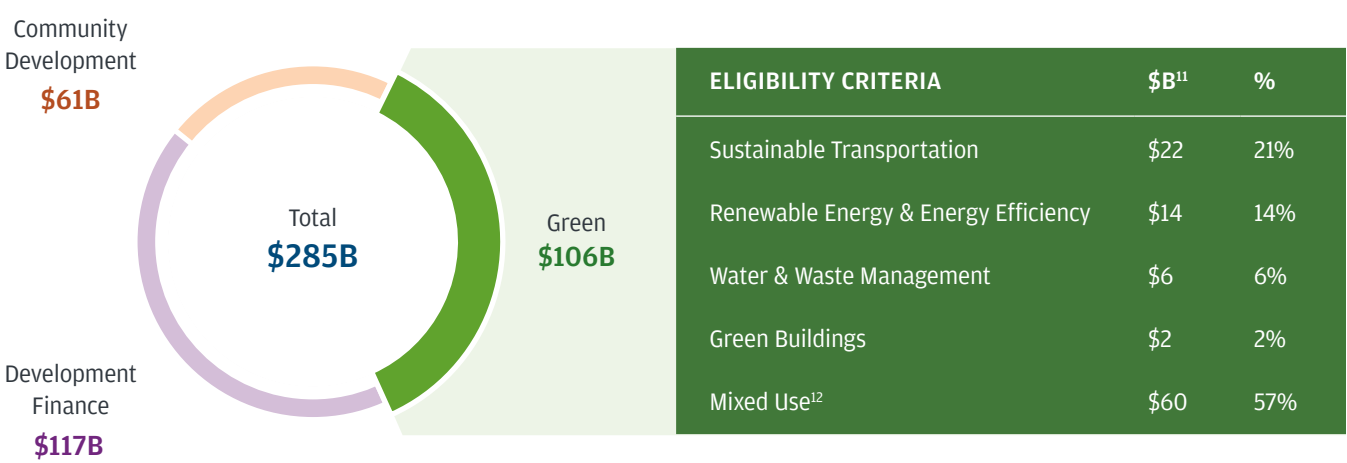 Community
Development
$61B
Total
$285B
Green
$106B
Development
Finance
$117B
ELIGIBILITY CRITERIA $B11 %
Sustainable Transportation $22 21%
Renewable Energy & Energy Efficiency $14 14%
Water & Waste Management $6 6%
Green Buildings $2 2%
Mixed Use12 $60 57%